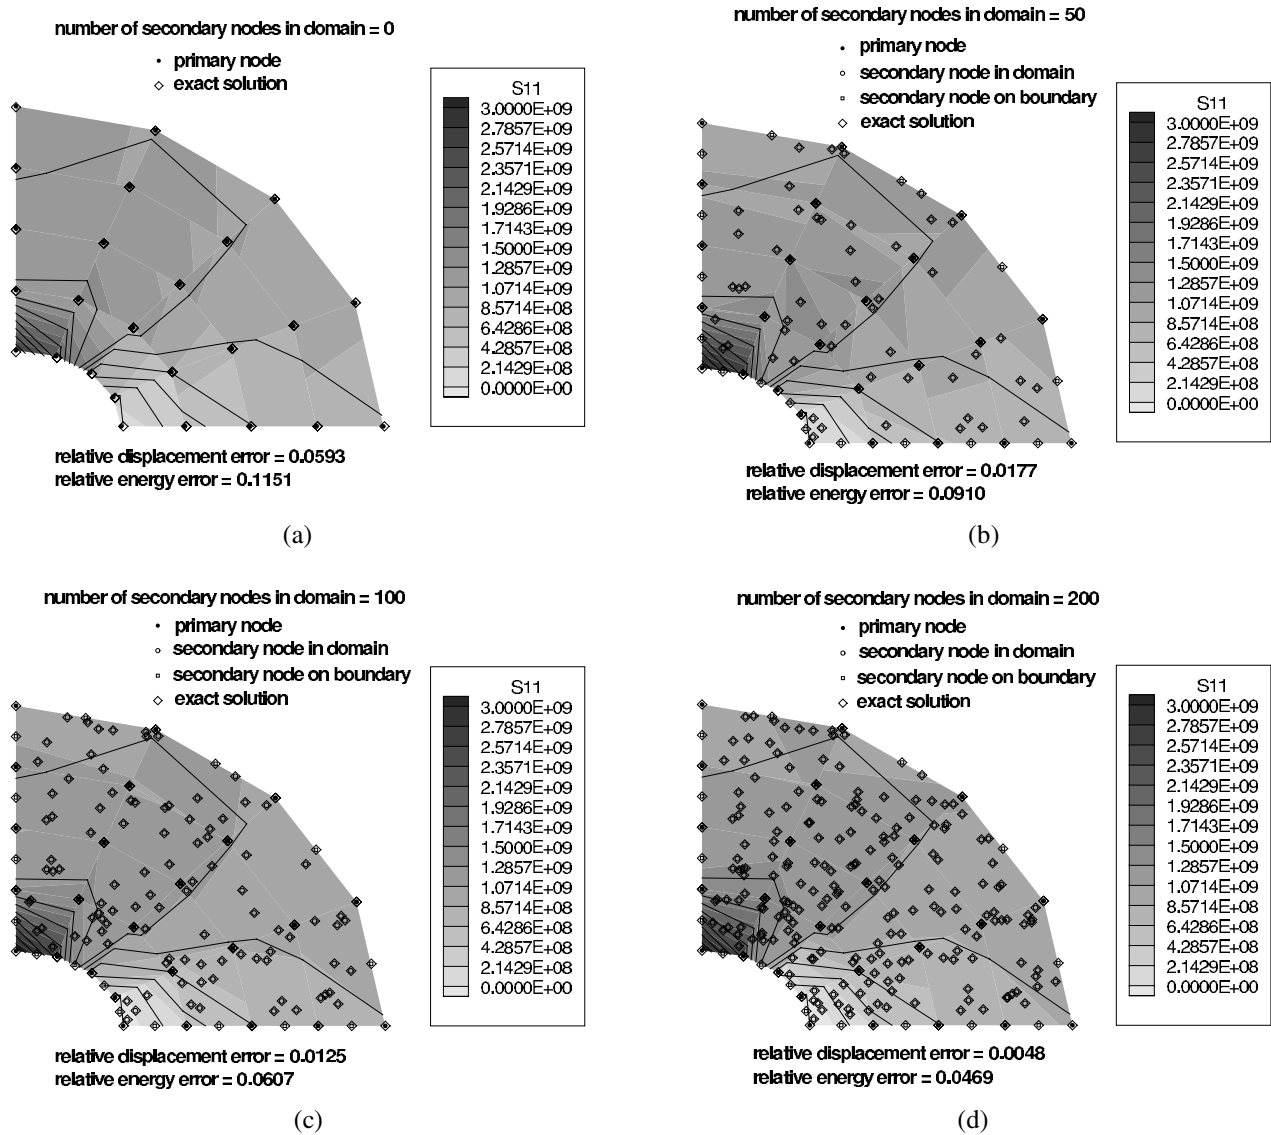 number of secondary nodes in domain = 0
primary node
exact solution
S11
3.0000E+09
2.7857E+09
2.5714E+09
2.3571E+09
2.1429E+09
1.9286E+09
1.7143E+09
1.5000E+09
1.2857E+09
1.0714E+09
8.5714E+08
6.4286E+08
4.2857E+08
2.1429E+08
0.0000E+00
relative displacement error = 0.0593
relative energy error = 0.1151
(a)
number of secondary nodes in domain = 50
primary node
secondary node in domain
secondary node on boundary
exact solution
S11
3.0000E+09
2.7857E+09
2.5714E+09
2.3571E+09
2.1429E+09
1.9286E+09
1.7143E+09
1.5000E+09
1.2857E+09
1.0714E+09
8.5714E+08
6.4286E+08
4.2857E+08
2.1429E+08
0.0000E+00
relative displacement error = 0.0177
relative energy error = 0.0910
(b)
number of secondary nodes in domain = 100
primary node
secondary node in domain
secondary node on boundary
exact solution
S11
3.0000E+09
2.7857E+09
2.5714E+09
2.3571E+09
2.1429E+09
1.9286E+09
1.7143E+09
1.5000E+09
1.2857E+09
1.0714E+09
8.5714E+08
6.4286E+08
4.2857E+08
2.1429E+08
0.0000E+00
relative displacement error = 0.0125
relative energy error = 0.0607
(c)
number of secondary nodes in domain = 200
primary node
secondary node in domain
secondary node on boundary
exact solution
S11
3.0000E+09
2.7857E+09
2.5714E+09
2.3571E+09
2.1429E+09
1.9286E+09
1.7143E+09
1.5000E+09
1.2857E+09
1.0714E+09
8.5714E+08
6.4286E+08
4.2857E+08
2.1429E+08
0.0000E+00
relative displacement error = 0.0048
relative energy error = 0.0469
(d)